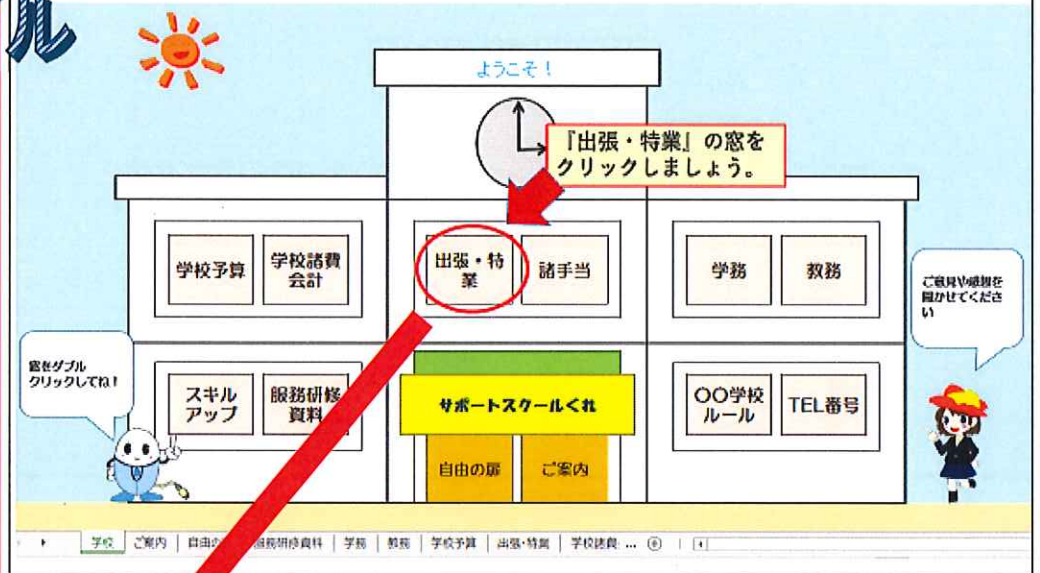 ル
ようこそ！
『出張・特業』の窓を
クリックしましょう。
学校予算
学校諸費
会計
出張・特
業
諸手当
学務
教務
ご意見や感想を
聞かせてくださ
い
窓をダブル
クリックしてね！
スキル
アップ
服務研修
資料
サポートスクールくれ
〇〇学校
ルール
TEL番号
自由の扉
ご案内
学校
ご案内
自由の
服務研修資料
学務
教務
学校予算
出張・特業
学校諸費 ...